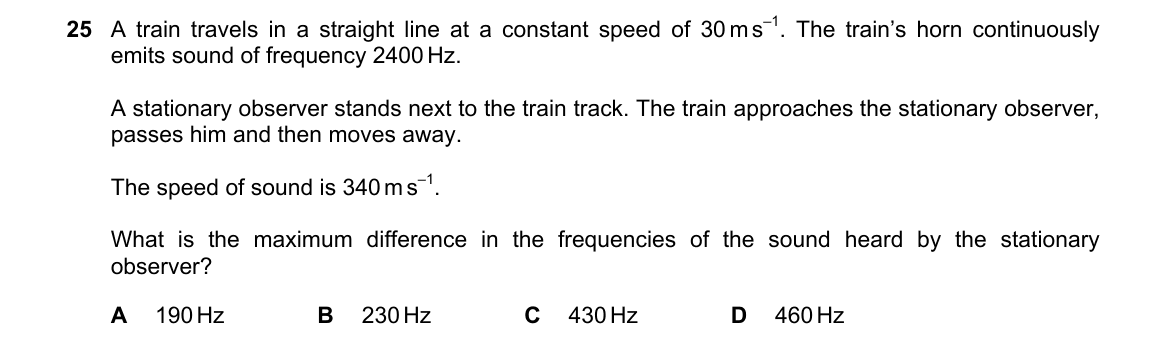 25 A train travels in a straight line at a constant speed of 30 m s⁻¹. The train’s horn continuously
emits sound of frequency 2400 Hz.
A stationary observer stands next to the train track. The train approaches the stationary observer,
passes him and then moves away.
The speed of sound is 340 m s⁻¹.
What is the maximum difference in the frequencies of the sound heard by the stationary
observer?
A 190 Hz B 230 Hz C 430 Hz D 460 Hz